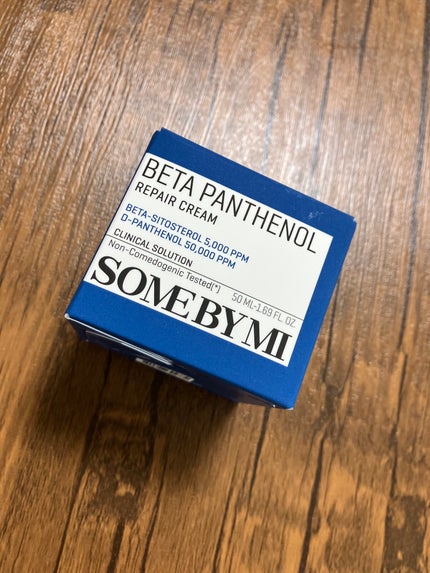 BETA PANTHENOL
REPAIR CREAM
BETA-SITOSTEROL 5,000 PPM
D-PANTHENOL 50,000 PPM
CLINICAL SOLUTION
Non-Comedogenic Tested(*)
50 ML-1.69 FL. OZ.
SOME BY MI